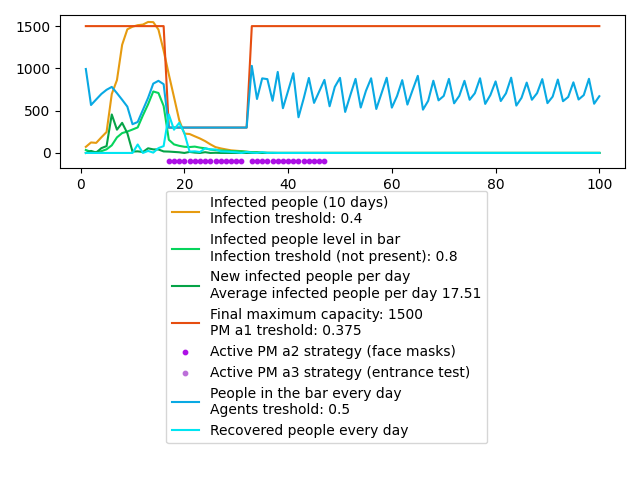 1500
1000
500
0
0 20 40 60 80 100
Infected people (10 days)
Infection treshold: 0.4
Infected people level in bar
Infection treshold (not present): 0.8
New infected people per day
Average infected people per day 17.51
Final maximum capacity: 1500
PM a1 treshold: 0.375
Active PM a2 strategy (face masks)
Active PM a3 strategy (entrance test)
People in the bar every day
Agents treshold: 0.5
Recovered people every day